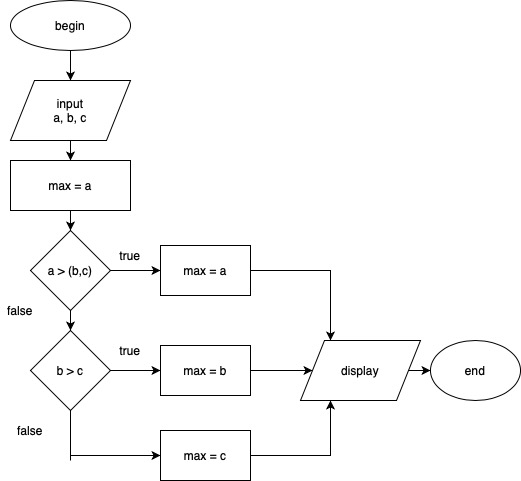 begin
input
a, b, c
max = a
true
a > (b,c)
max = a
false
true
b > c
max = b
display
end
false
max = c